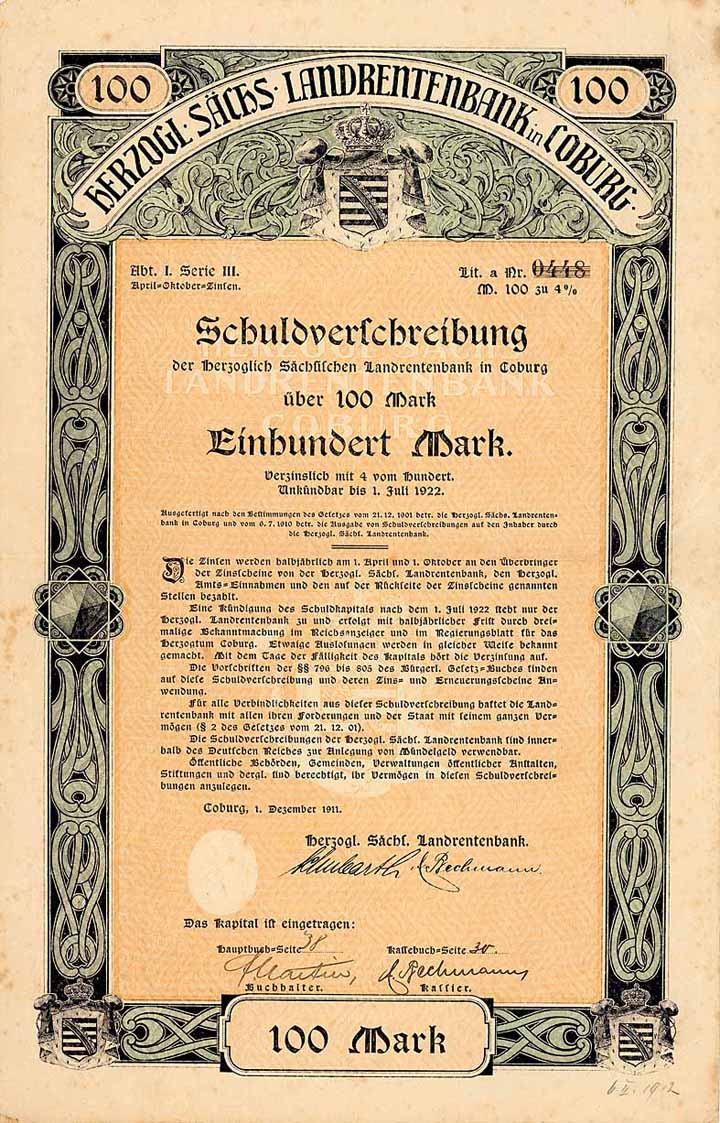 100
HERZOGL. SÄCHS. LANDRENTENBANK in COBURG.
100
Abt. I. Serie III.
Lit. a Nr. 0448
April-Oktober-Zinsen.
M. 100 zu 4%
Schuldverschreibung
der Herzoglich Sächsischen Landrentenbank in Coburg
über 100 Mark
Einhundert Mark.
Verzinslich mit 4 vom Hundert.
Unkündbar bis 1. Juli 1922.
Ausgefertigt nach den Bestimmungen des Gesetzes vom 21. 12. 1901 betr. die Herzogl. Sächs. Landrenten-
bank in Coburg und vom 6. 7. 1910 betr. die Ausgabe von Schuldverschreibungen auf den Inhaber durch
die Herzogl. Sächs. Landrentenbank.
Die Zinsen werden halbjährlich am 1. April und 1. Oktober an den Überbringer
der Zinsscheine von der Herzogl. Sächs. Landrentenbank, den Herzogl.
Amts-Einnahmen und den auf der Rückseite der Zinsscheine genannten
Stellen bezahlt.
Eine Kündigung des Schuldkapitals nach dem 1. Juli 1922 steht nur der
Herzogl. Landrentenbank zu und erfolgt mit halbjährlicher Frist durch drei-
malige Bekanntmachung im Reichsanzeiger und im Regierungsblatt für das
Herzogtum Coburg. Etwaige Auslosungen werden in gleicher Weise bekannt
gemacht. Mit dem Tage der Fälligkeit des Kapitals hört die Verzinsung auf.
Die Vorschriften der §§ 796 bis 805 des Bürgerl. Gesetz-Buches finden
auf diese Schuldverschreibung und deren Zins- und Erneuerungsscheine An-
wendung.
Für alle Verbindlichkeiten aus dieser Schuldverschreibung haftet die Land-
rentenbank mit allen ihren Forderungen und der Staat mit seinem ganzen Ver-
mögen (§ 2 des Gesetzes vom 21. 12. 01).
Die Schuldverschreibungen der Herzogl. Sächs. Landrentenbank sind inner-
halb des Deutschen Reiches zur Anlegung von Mündelgeld verwendbar.
Öffentliche Behörden, Gemeinden, Verwaltungen öffentlicher Anstalten,
Stiftungen und dergl. sind berechtigt, ihr Vermögen in diesen Schuldverschrei-
bungen anzulegen.
Coburg, 1. Dezember 1911.
Herzogl. Sächs. Landrentenbank.
Schubarth A. Bechmann.
Das Kapital ist eingetragen:
Hauptbuch-Seite 38
Kassebuch-Seite 30.
A. Bechmann
Buchhalter.
Kassier.
100 Mark